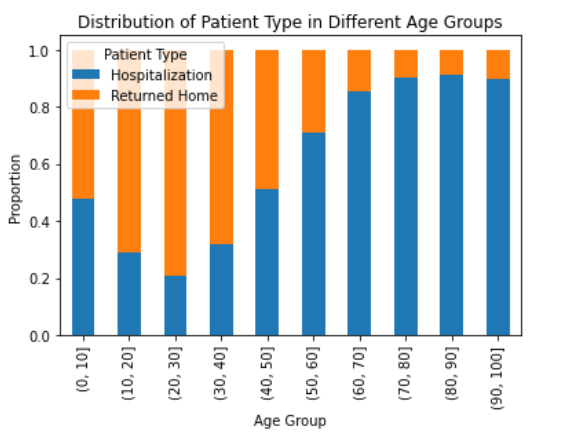 Distribution of Patient Type in Different Age Groups
Patient Type
Hospitalization
Returned Home
1.0
0.8
0.6
0.4
0.2
0.0
Proportion
(0, 10]
(10, 20]
(20, 30]
(30, 40]
(40, 50]
(50, 60]
(60, 70]
(70, 80]
(80, 90]
(90, 100]
Age Group